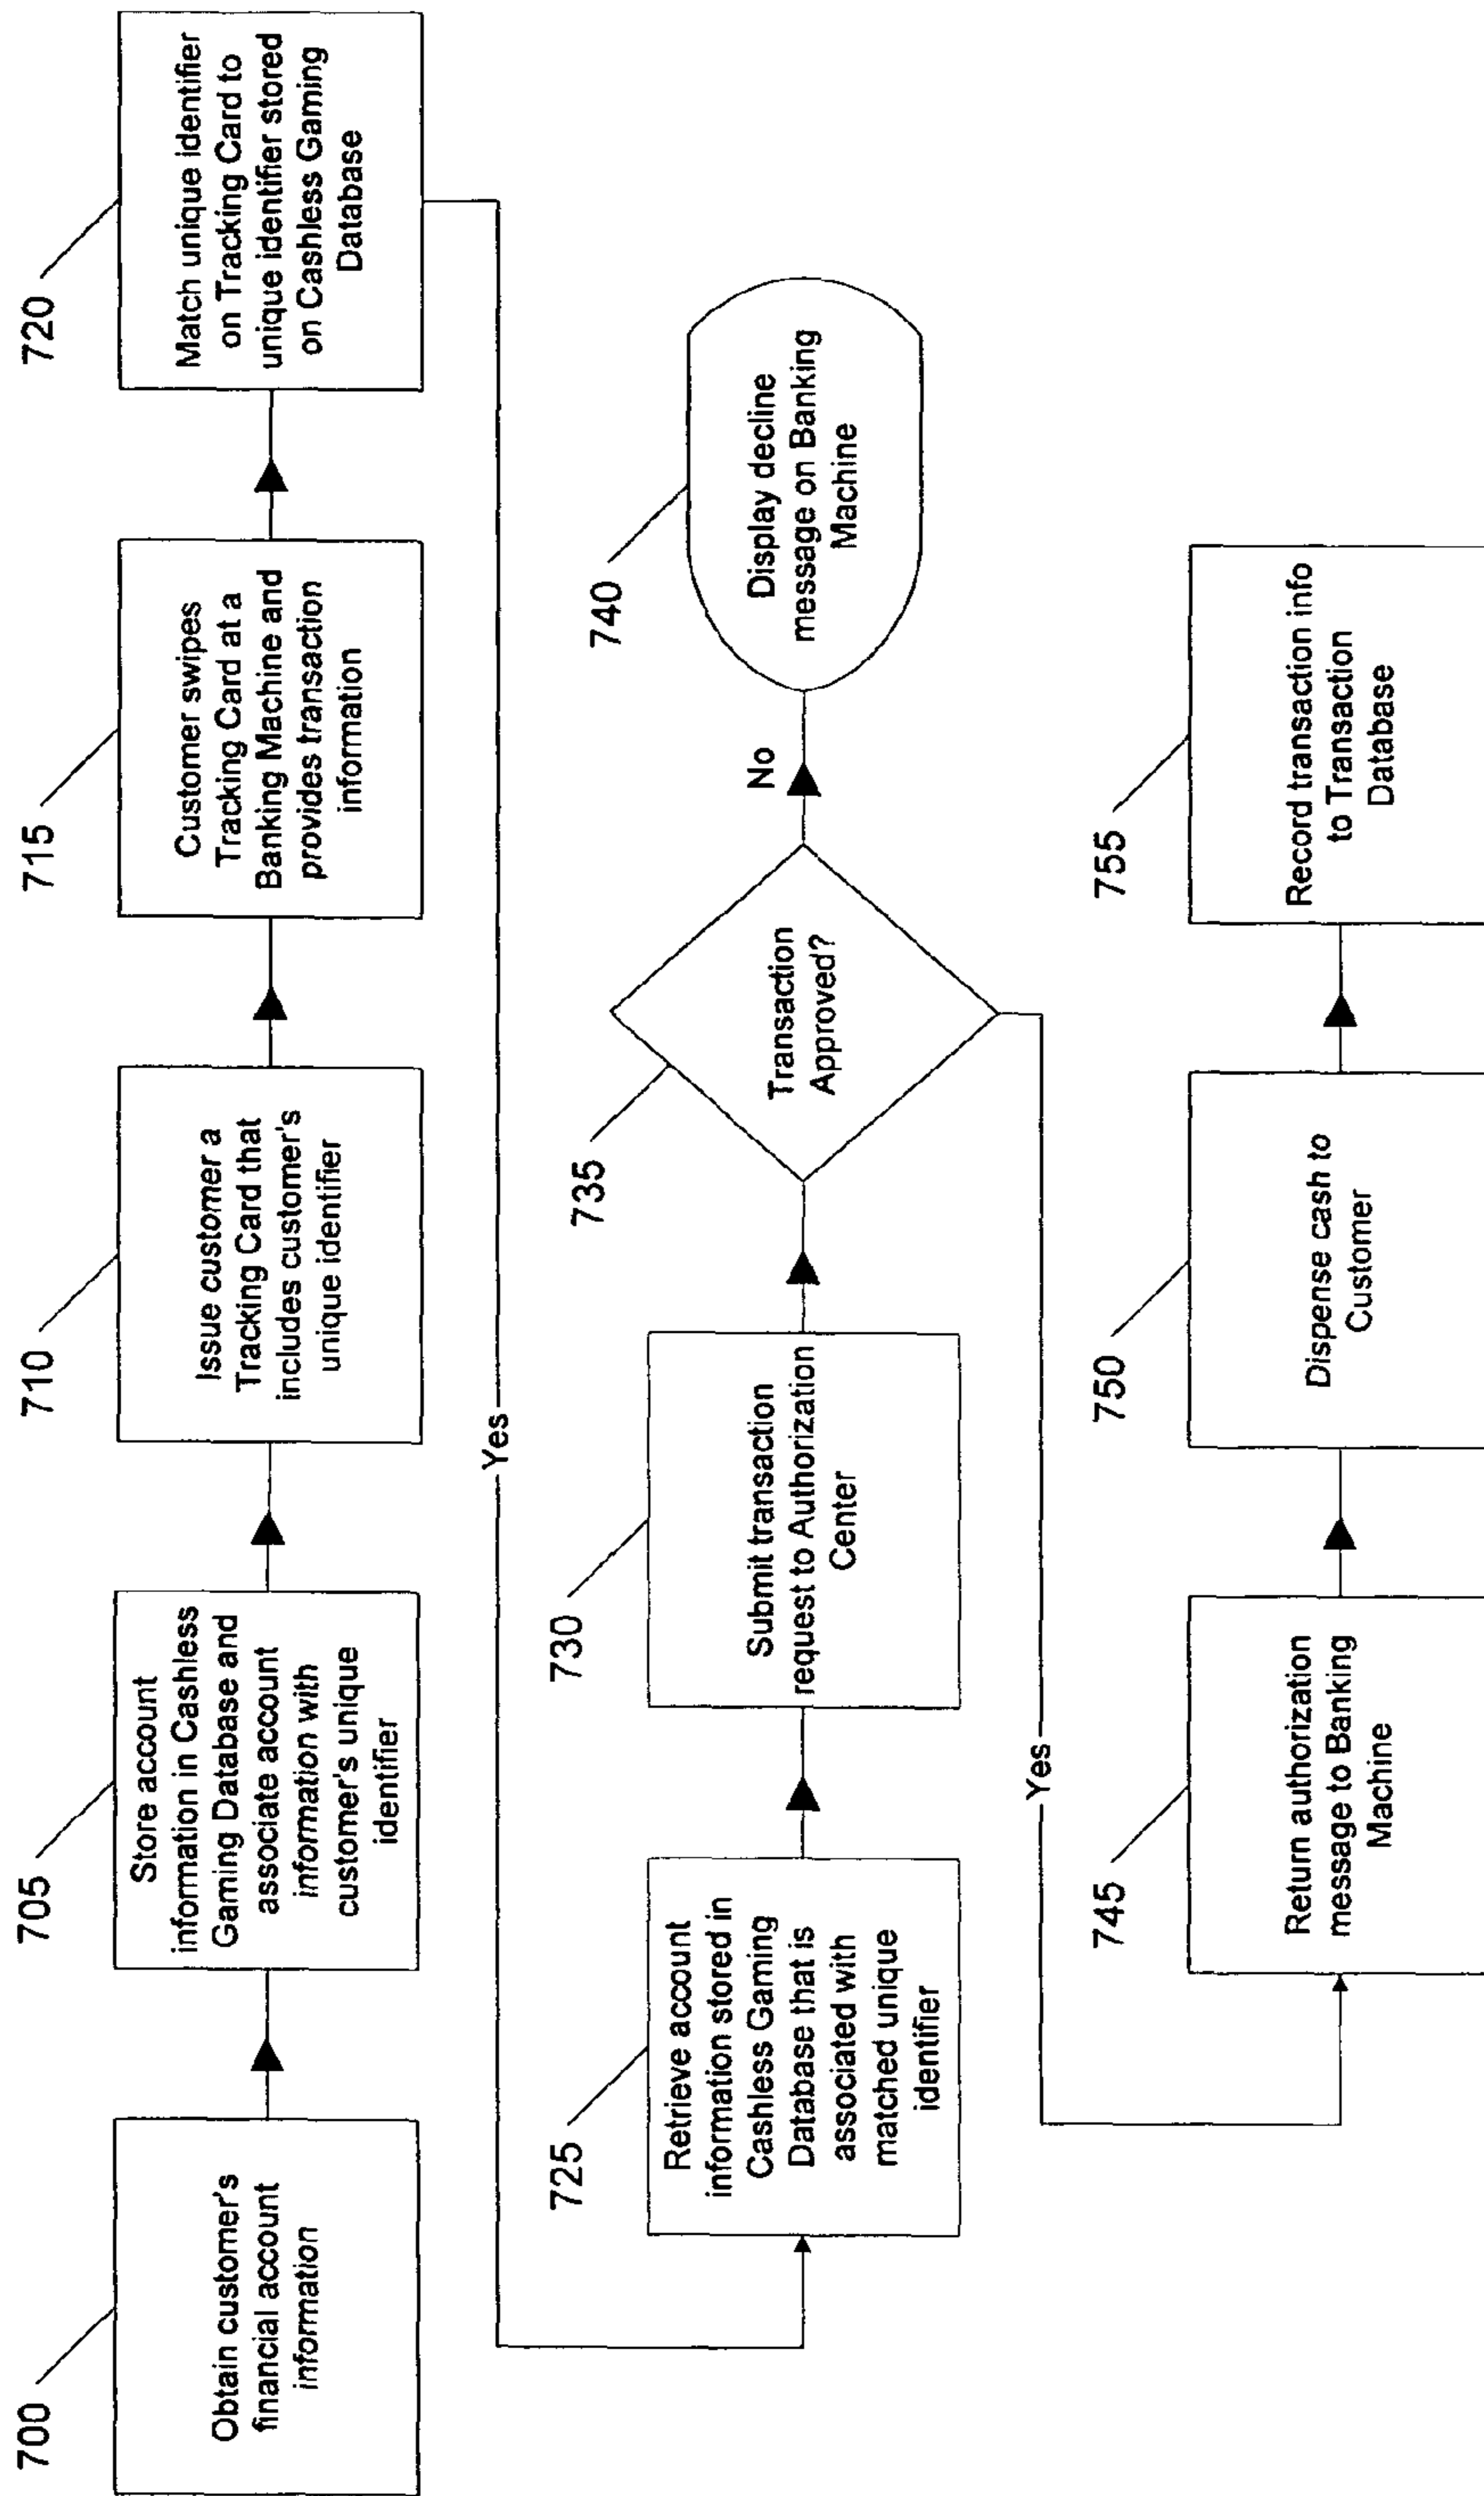 700
Obtain customer's
financial account
information
705
Store account
information in Cashless
Gaming Database and
associate account
information with
customer's unique
identifier
710
Issue customer a
Tracking Card that
includes customer's
unique identifier
715
Customer swipes
Tracking Card at a
Banking Machine and
provides transaction
information
720
Match unique identifier
on Tracking Card to
unique identifier stored
on Cashless Gaming
Database
Yes
725
Retrieve account
information stored in
Cashless Gaming
Database that is
associated with
matched unique
identifier
730
Submit transaction
request to Authorization
Center
735
Transaction
Approved?
No
740
Display decline
message on Banking
Machine
Yes
745
Return authorization
message to Banking
Machine
750
Dispense cash to
Customer
755
Record transaction info
to Transaction
Database